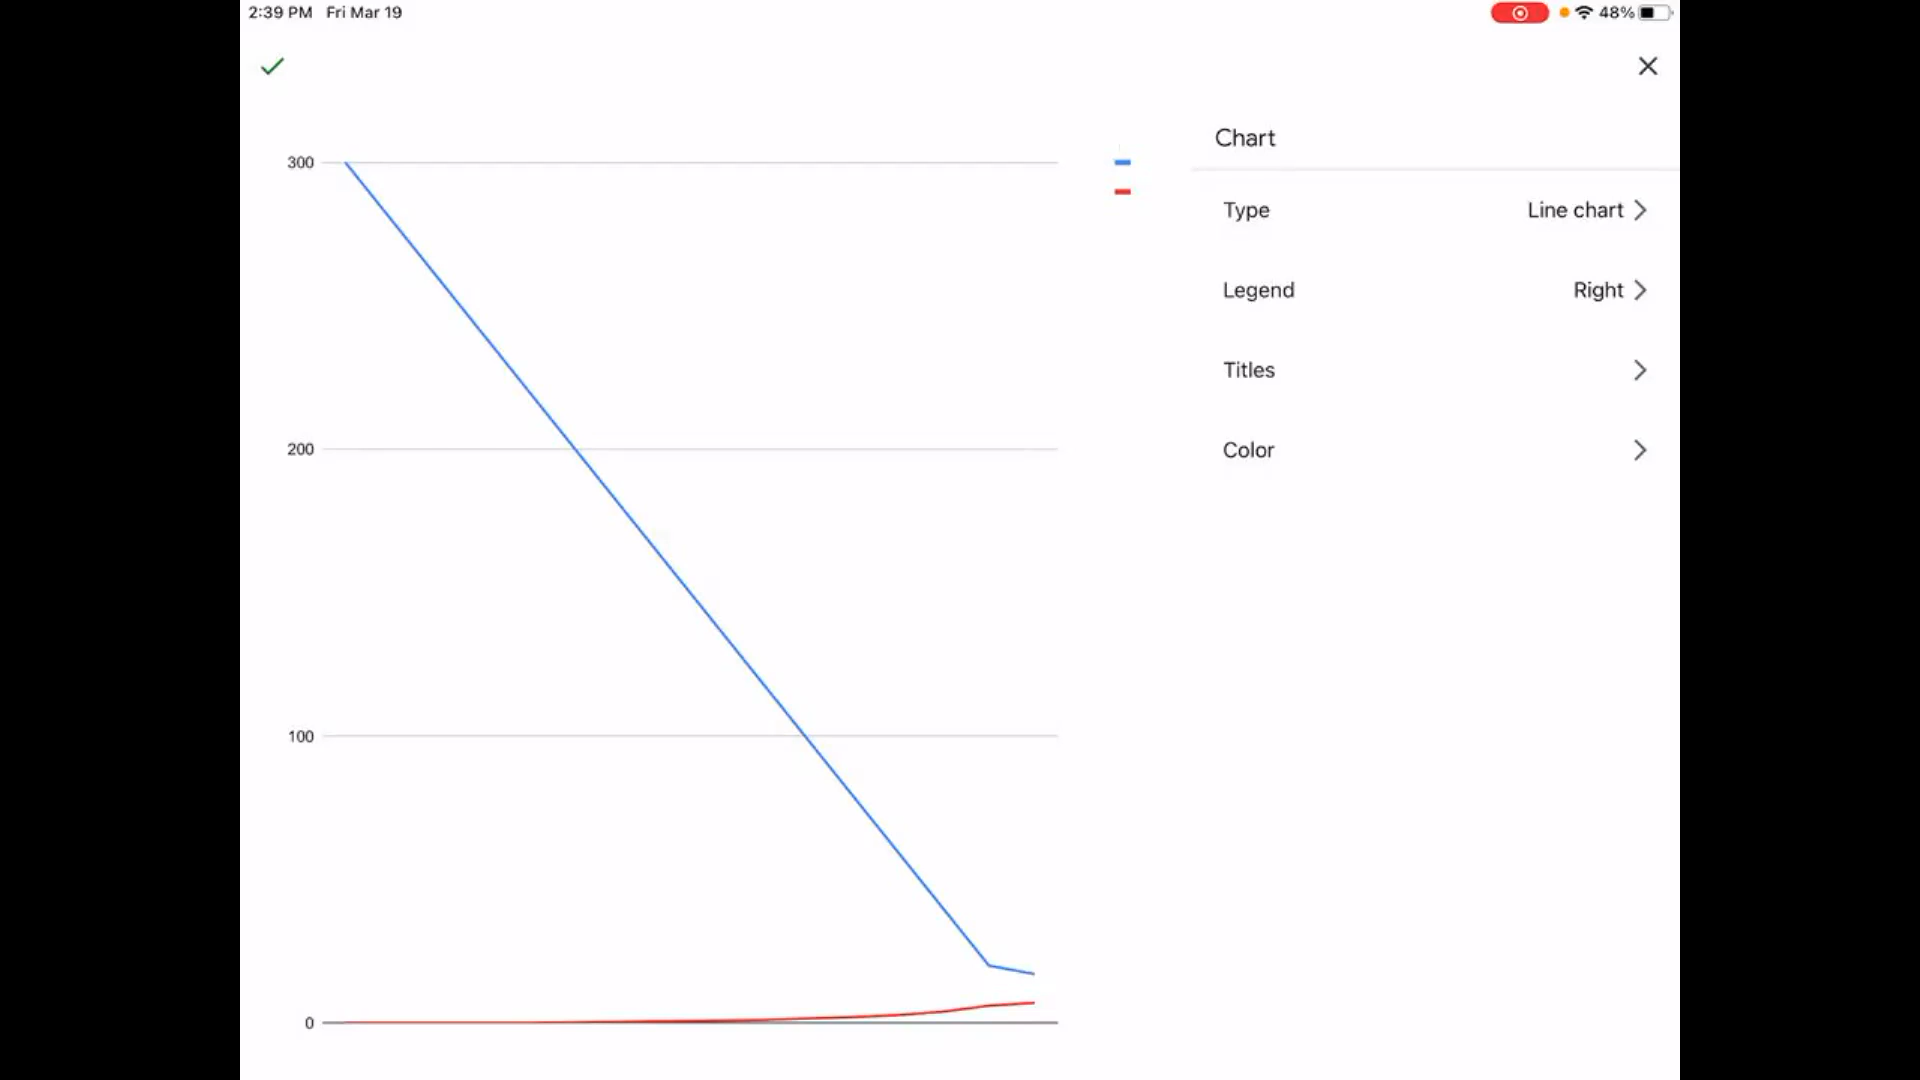 2:39 PM Fri Mar 19
48%
Chart
300
Type
Line chart
Legend
Right
Titles
200
Color
100
0